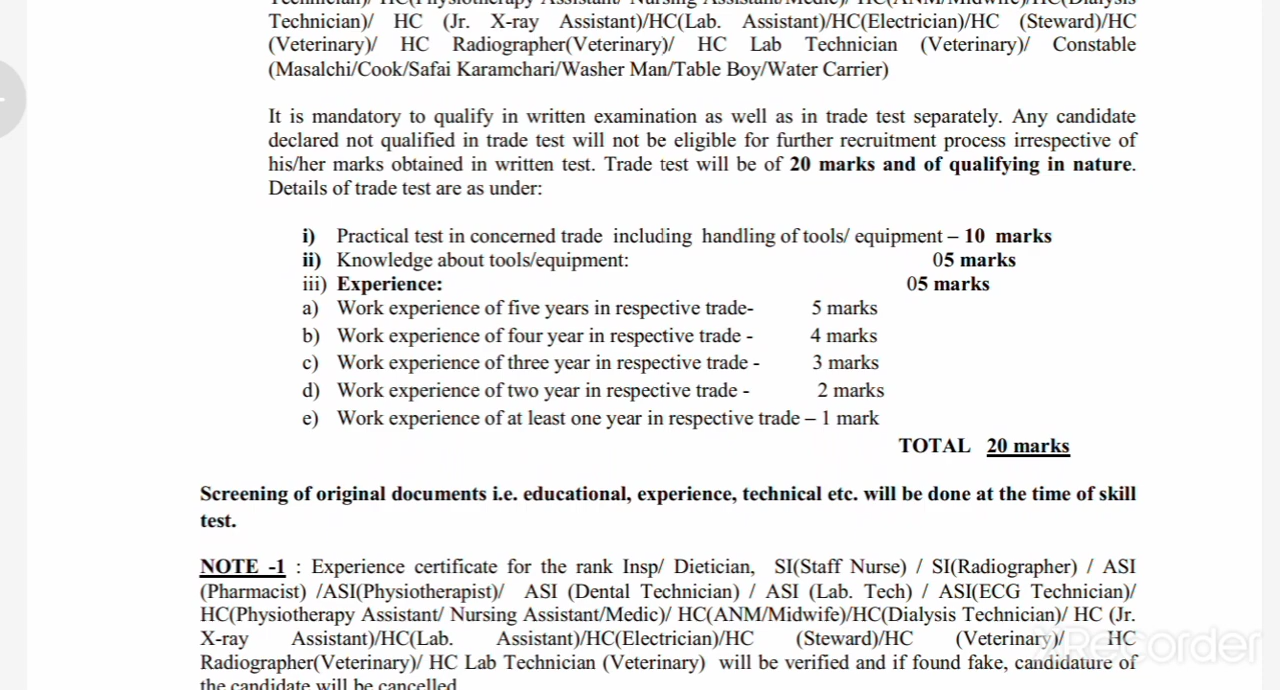 Technician)/ HC(Physiotherapy Assistant/ Nursing Assistant/Medic)/ HC(ANM/Midwife)/HC(Dialysis
Technician)/ HC (Jr. X-ray Assistant)/HC(Lab. Assistant)/HC(Electrician)/HC (Steward)/HC
(Veterinary)/ HC Radiographer(Veterinary)/ HC Lab Technician (Veterinary)/ Constable
(Masalchi/Cook/Safai Karamchari/Washer Man/Table Boy/Water Carrier)
It is mandatory to qualify in written examination as well as in trade test separately. Any candidate
declared not qualified in trade test will not be eligible for further recruitment process irrespective of
his/her marks obtained in written test. Trade test will be of 20 marks and of qualifying in nature.
Details of trade test are as under:
i) Practical test in concerned trade including handling of tools/ equipment – 10 marks
ii) Knowledge about tools/equipment: 05 marks
iii) Experience: 05 marks
a) Work experience of five years in respective trade- 5 marks
b) Work experience of four year in respective trade - 4 marks
c) Work experience of three year in respective trade - 3 marks
d) Work experience of two year in respective trade - 2 marks
e) Work experience of at least one year in respective trade – 1 mark
TOTAL 20 marks
Screening of original documents i.e. educational, experience, technical etc. will be done at the time of skill
test.
NOTE -1 : Experience certificate for the rank Insp/ Dietician, SI(Staff Nurse) / SI(Radiographer) / ASI
(Pharmacist) /ASI(Physiotherapist)/ ASI (Dental Technician) / ASI (Lab. Tech) / ASI(ECG Technician)/
HC(Physiotherapy Assistant/ Nursing Assistant/Medic)/ HC(ANM/Midwife)/HC(Dialysis Technician)/ HC (Jr.
X-ray Assistant)/HC(Lab. Assistant)/HC(Electrician)/HC (Steward)/HC (Veterinary)/ HC
Radiographer(Veterinary)/ HC Lab Technician (Veterinary) will be verified and if found fake, candidature of
the candidate will be cancelled
XRecorder